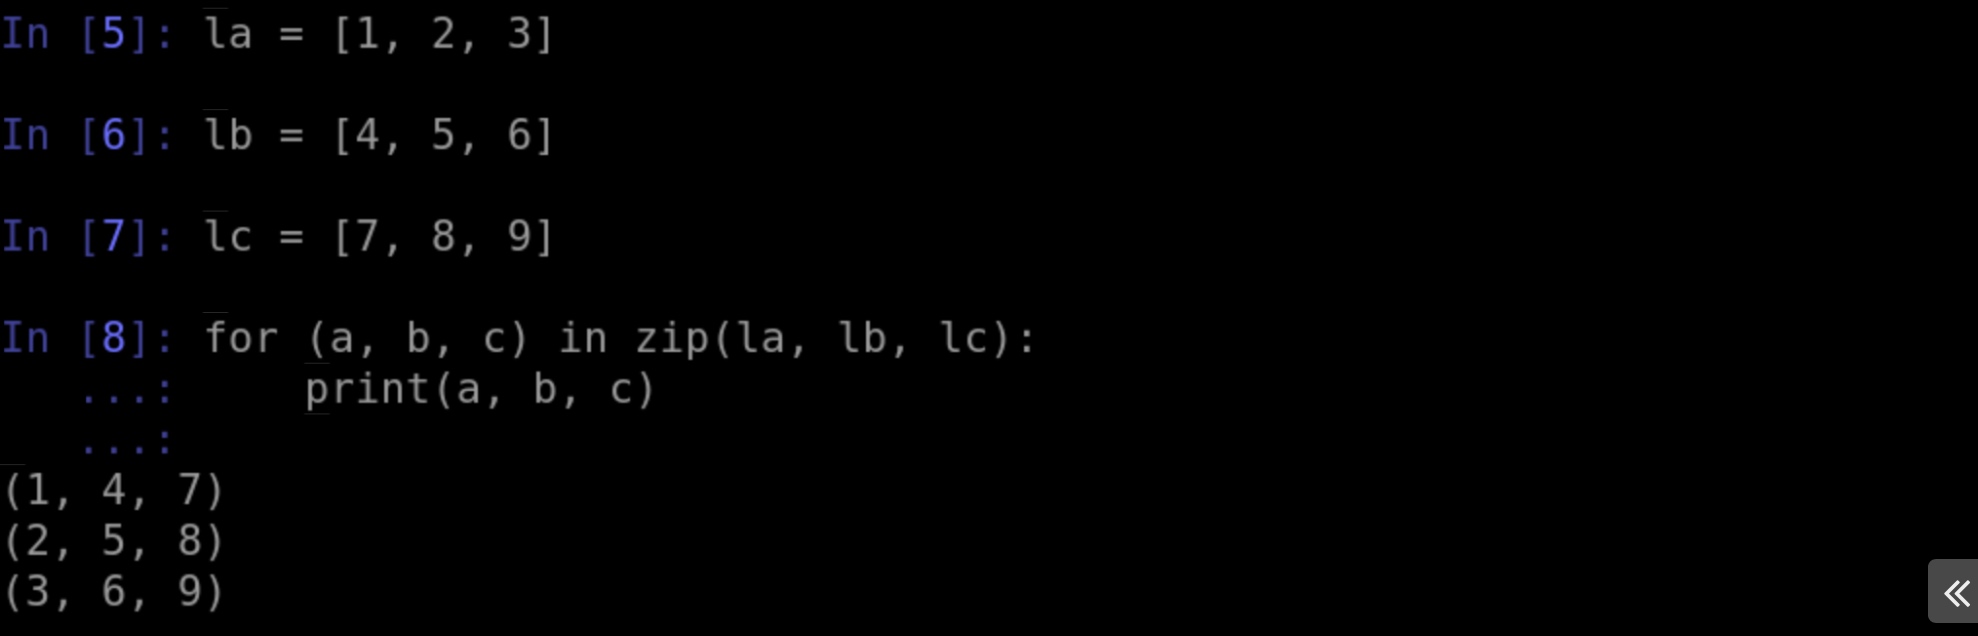 In [5]: la = [1, 2, 3]
In [6]: lb = [4, 5, 6]
In [7]: lc = [7, 8, 9]
In [8]: for (a, b, c) in zip(la, lb, lc):
   ...:     print(a, b, c)
   ...:
(1, 4, 7)
(2, 5, 8)
(3, 6, 9)